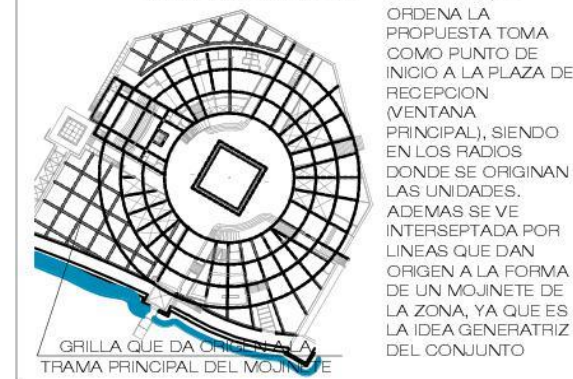 ORDENA LA
PROPUESTA TOMA
COMO PUNTO DE
INICIO A LA PLAZA DE
RECEPCION
(VENTANA
PRINCIPAL), SIENDO
EN LOS RADIOS
DONDE SE ORIGINAN
LAS UNIDADES.
ADEMAS SE VE
INTERSEPTADA POR
LINEAS QUE DAN
ORIGEN A LA FORMA
DE UN MOJINETE DE
LA ZONA, YA QUE ES
LA IDEA GENERATRIZ
DEL CONJUNTO
GRILLA QUE DA ORIGEN A LA
TRAMA PRINCIPAL DEL MOJINETE